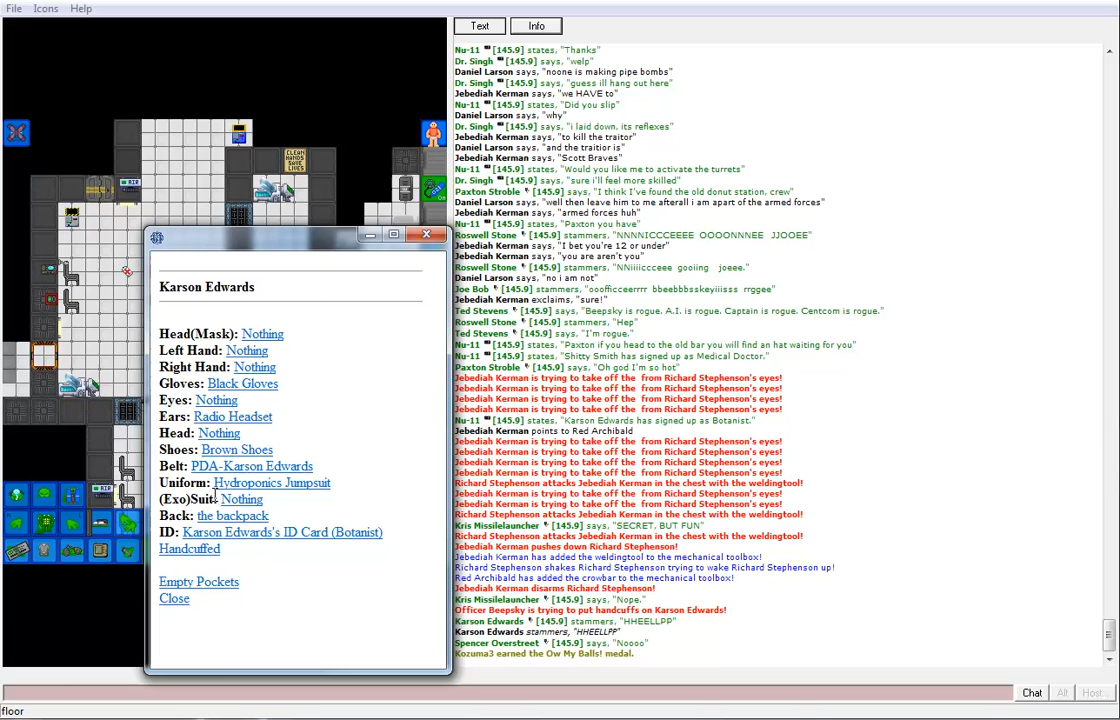 File Icons Help
Text Info
CLEAN HANDS SAVE LIVES
AIR
On
AIR
Karson Edwards
Head(Mask): Nothing
Left Hand: Nothing
Right Hand: Nothing
Gloves: Black Gloves
Eyes: Nothing
Ears: Radio Headset
Head: Nothing
Shoes: Brown Shoes
Belt: PDA-Karson Edwards
Uniform: Hydroponics Jumpsuit
(Exo)Suit: Nothing
Back: the backpack
ID: Karson Edwards's ID Card (Botanist)
Handcuffed
Empty Pockets
Close
Nu-11 [145.9] states, "Thanks"
Dr. Singh [145.9] says, "welp"
Daniel Larson says, "noone is making pipe bombs"
Dr. Singh [145.9] says, "guess ill hang out here"
Jebediah Kerman says, "we HAVE to"
Nu-11 [145.9] states, "Did you slip"
Daniel Larson says, "why"
Dr. Singh [145.9] says, "i laid down, its reflexes"
Jebediah Kerman says, "to kill the traitor"
Daniel Larson says, "and the traitior is"
Jebediah Kerman says, "Scott Braves"
Nu-11 [145.9] states, "Would you like me to activate the turrets"
Dr. Singh [145.9] says, "sure i'll feel more skilled"
Paxton Stroble [145.9] says, "I think I've found the old donut station, crew"
Daniel Larson says, "well then leave him to me afterall i am apart of the armed forces"
Jebediah Kerman says, "armed forces huh"
Nu-11 [145.9] states, "Paxton you have"
Roswell Stone [145.9] stammers, "NNNNICCCEEEE OOOONNNEE JJOOEE"
Jebediah Kerman says, "I bet you're 12 or under"
Jebediah Kerman says, "you are aren't you"
Roswell Stone [145.9] stammers, "NNiiiiccceee gooiing joeee."
Daniel Larson says, "no i am not"
Joe Bob [145.9] stammers, "ooofficceerrrr bbeebbbsskeyiiisss rrggee"
Jebediah Kerman exclaims, "sure!"
Ted Stevens [145.9] says, "Beepsky is rogue. A.I. is rogue. Captain is rogue. Centcom is rogue."
Roswell Stone [145.9] stammers, "Hep"
Ted Stevens [145.9] says, "I'm rogue."
Nu-11 [145.9] states, "Paxton if you head to the old bar you will find an hat waiting for you"
Nu-11 [145.9] states, "Shitty Smith has signed up as Medical Doctor."
Paxton Stroble [145.9] says, "Oh god I'm so hot"
Jebediah Kerman is trying to take off the from Richard Stephenson's eyes!
Jebediah Kerman is trying to take off the from Richard Stephenson's eyes!
Jebediah Kerman is trying to take off the from Richard Stephenson's eyes!
Jebediah Kerman is trying to take off the from Richard Stephenson's eyes!
Nu-11 [145.9] states, "Karson Edwards has signed up as Botanist."
Jebediah Kerman points to Red Archibald
Jebediah Kerman is trying to take off the from Richard Stephenson's eyes!
Jebediah Kerman is trying to take off the from Richard Stephenson's eyes!
Jebediah Kerman is trying to take off the from Richard Stephenson's eyes!
Jebediah Kerman is trying to take off the from Richard Stephenson's eyes!
Richard Stephenson attacks Jebediah Kerman in the chest with the weldingtool!
Jebediah Kerman is trying to take off the from Richard Stephenson's eyes!
Jebediah Kerman is trying to take off the from Richard Stephenson's eyes!
Richard Stephenson attacks Jebediah Kerman in the chest with the weldingtool!
Kris Missilelauncher [145.9] says, "SECRET, BUT FUN"
Richard Stephenson attacks Jebediah Kerman in the chest with the weldingtool!
Jebediah Kerman pushes down Richard Stephenson!
Jebediah Kerman has added the weldingtool to the mechanical toolbox!
Richard Stephenson shakes Richard Stephenson trying to wake Richard Stephenson up!
Red Archibald has added the crowbar to the mechanical toolbox!
Jebediah Kerman disarms Richard Stephenson!
Kris Missilelauncher [145.9] says, "Nope."
Officer Beepsky is trying to put handcuffs on Karson Edwards!
Karson Edwards [145.9] stammers, "HHEELLPP"
Karson Edwards stammers, "HHEELLPP"
Spencer Overstreet [145.9] says, "Noooo"
Kozuma3 earned the Ow My Balls! medal.
Chat Alt Host...
floor